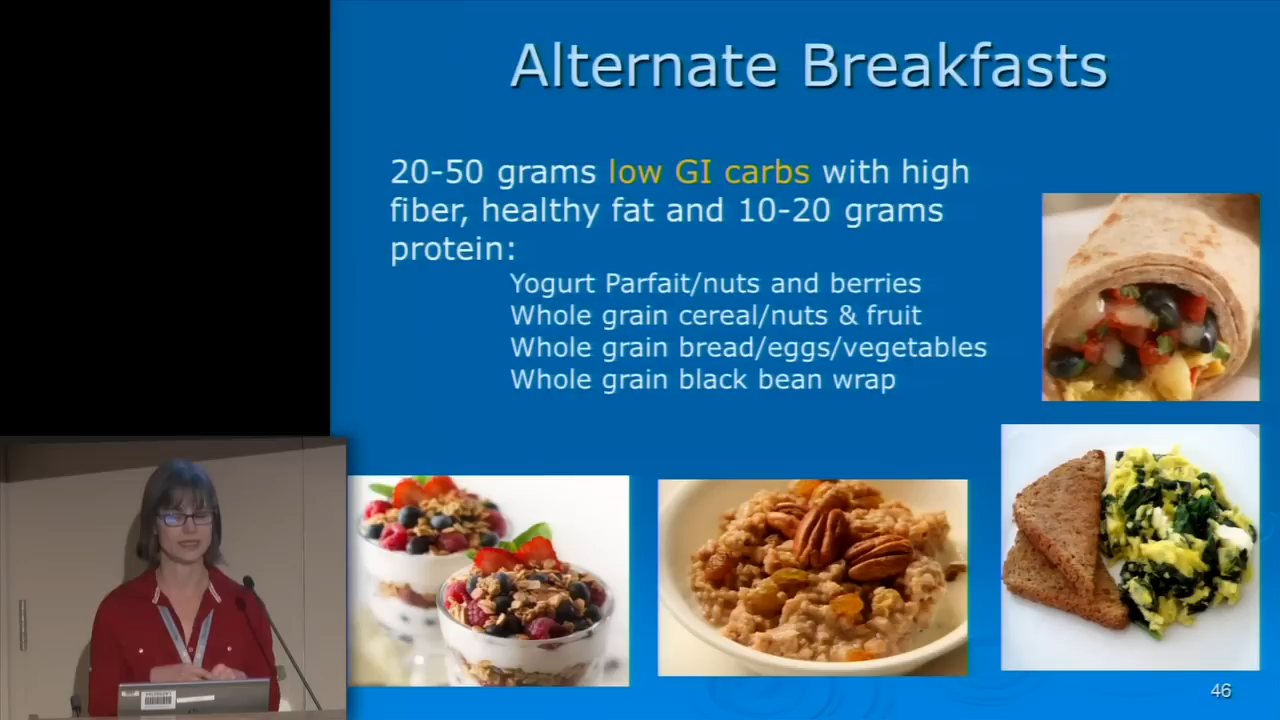 Alternate Breakfasts
20-50 grams low GI carbs with high
fiber, healthy fat and 10-20 grams
protein:
Yogurt Parfait/nuts and berries
Whole grain cereal/nuts & fruit
Whole grain bread/eggs/vegetables
Whole grain black bean wrap
46